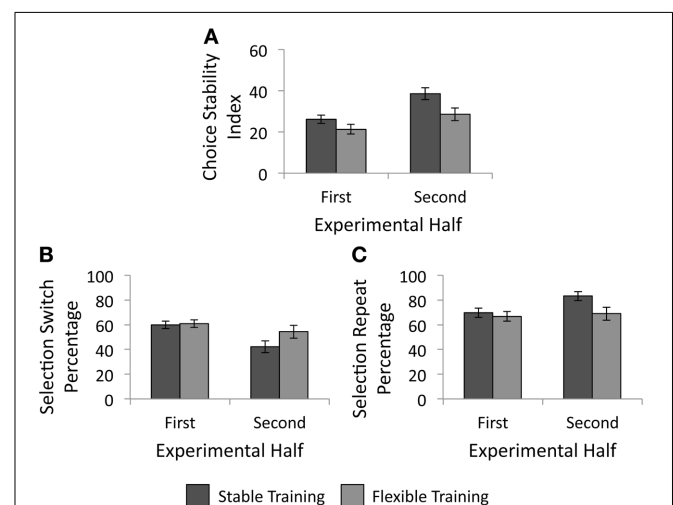 A
60
40
20
0
Choice Stability
Index
First Second
Experimental Half
B
100
80
60
40
20
0
Selection Switch
Percentage
First Second
Experimental Half
C
100
80
60
40
20
0
Selection Repeat
Percentage
First Second
Experimental Half
Stable Training Flexible Training